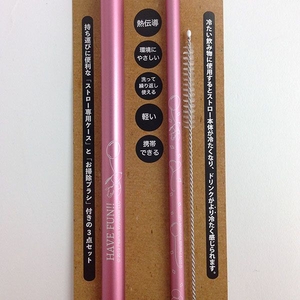 冷たい飲み物に使用するとストロー本体が冷たくなり、ドリンクがより冷たく感じられます。
熱伝導
環境に
やさしい
洗って
繰り返し
使える
軽い
携帯
できる
持ち運びに便利な「ストロー専用ケース」と「お掃除ブラシ」付きの3点セット
HAVE FUN!!